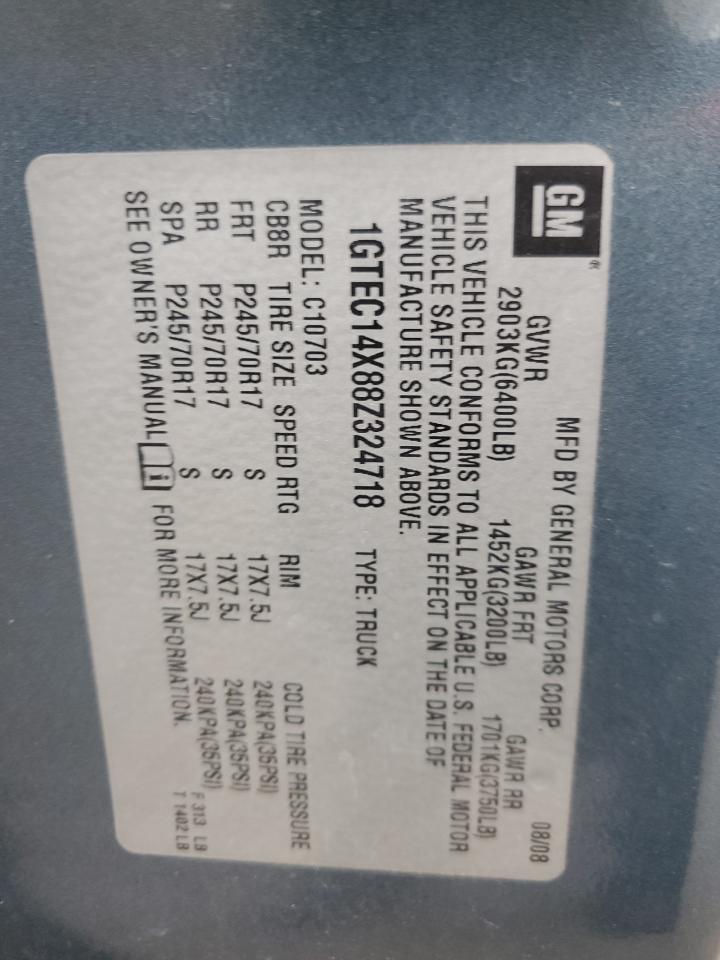 GM®
MFD BY GENERAL MOTORS CORP. 08/08
GVWR GAWR FRT GAWR RR
2903KG(6400LB) 1452KG(3200LB) 1701KG(3750LB)
THIS VEHICLE CONFORMS TO ALL APPLICABLE U.S. FEDERAL MOTOR
VEHICLE SAFETY STANDARDS IN EFFECT ON THE DATE OF
MANUFACTURE SHOWN ABOVE.
1GTEC14X88Z324718 TYPE: TRUCK
MODEL: C10703
CB8R TIRE SIZE SPEED RTG RIM COLD TIRE PRESSURE
FRT P245/70R17 S 17X7.5J 240KPA(35PSI)
RR P245/70R17 S 17X7.5J 240KPA(35PSI)
SPA P245/70R17 S 17X7.5J 240KPA(35PSI)
SEE OWNER'S MANUAL i FOR MORE INFORMATION.
F 313 LB
T 1402 LB